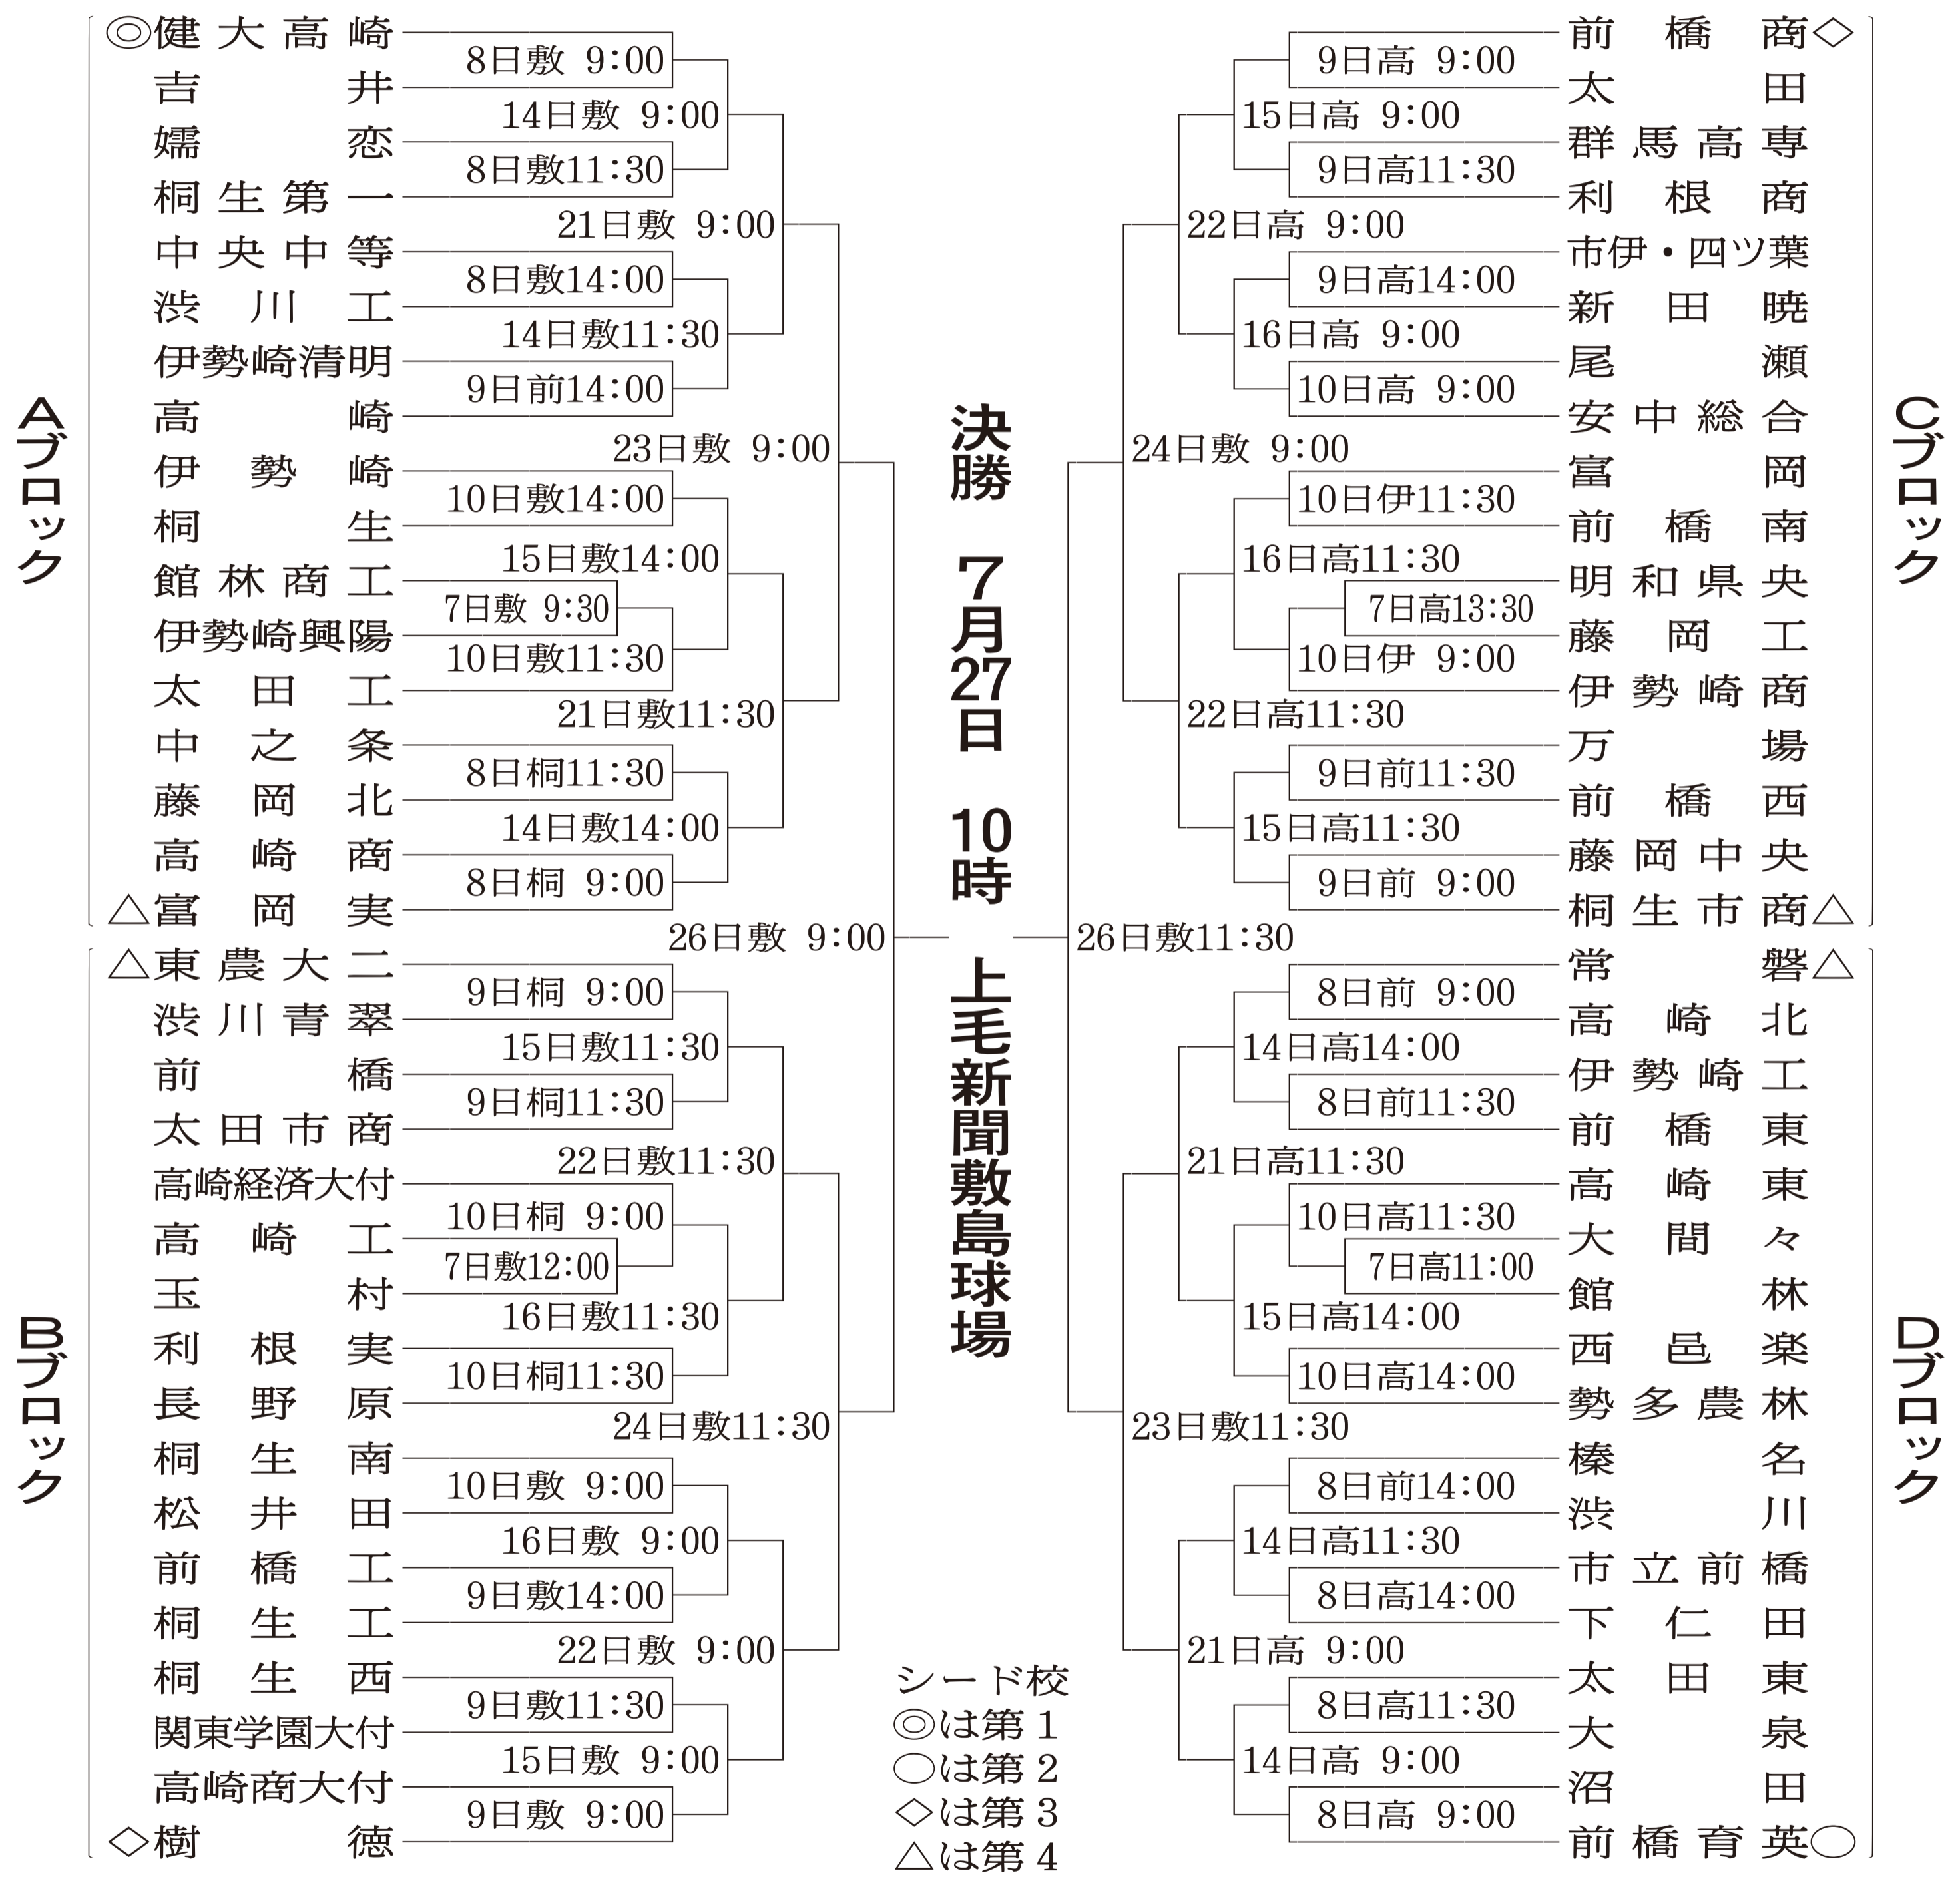 Aブロック
◎健大高崎
8日敷 9:00
吉井
14日敷 9:00
嬬恋
8日敷11:30
桐生第一
21日敷 9:00
中央中等
8日敷14:00
渋川工
14日敷11:30
伊勢崎清明
9日前14:00
高崎
23日敷 9:00
伊勢崎
10日敷14:00
桐生
15日敷14:00
館林商工
7日敷 9:30
伊勢崎興陽
10日敷11:30
太田工
21日敷11:30
中之条
8日桐11:30
藤岡北
14日敷14:00
高崎商
8日桐 9:00
△富岡実
26日敷 9:00
Bブロック
△東農大二
9日桐 9:00
渋川青翠
15日敷11:30
前橋
9日桐11:30
太田市商
22日敷11:30
高崎経済大付
10日桐 9:00
高崎工
7日敷12:00
玉村
16日敷11:30
利根実
10日桐11:30
長野原
24日敷11:30
桐生南
10日敷 9:00
松井田
16日敷 9:00
前橋工
9日敷14:00
桐生工
22日敷 9:00
桐生西
9日敷11:30
関東学園大付
15日敷 9:00
高崎商大付
9日敷 9:00
◇樹徳
決勝 7月27日 10時 上毛新聞敷島球場
シード校
◎は第1
○は第2
◇は第3
△は第4
Cブロック
前橋商◇
9日高 9:00
太田
15日高 9:00
群馬高専
9日高11:30
利根商
22日高 9:00
市伊・四ツ葉
9日高14:00
新田暁
16日高 9:00
尾瀬
10日高 9:00
安中総合
24日敷 9:00
富岡
10日伊11:30
前橋南
16日高11:30
明和県央
7日高13:30
藤岡工
10日伊 9:00
伊勢崎商
22日高11:30
万場
9日前11:30
前橋西
15日高11:30
藤岡中央
9日前 9:00
桐生市商△
26日敷11:30
Dブロック
常磐△
8日前 9:00
高崎北
14日高14:00
伊勢崎工
8日前11:30
前橋東
21日高11:30
高崎東
10日高11:30
大間々
7日高11:00
館林
15日高14:00
西邑楽
10日高14:00
勢多農林
23日敷11:30
榛名
8日前14:00
渋川
14日高11:30
市立前橋
8日高14:00
下仁田
21日高 9:00
太田東
8日高11:30
大泉
14日高 9:00
沼田
8日高 9:00
前橋育英○